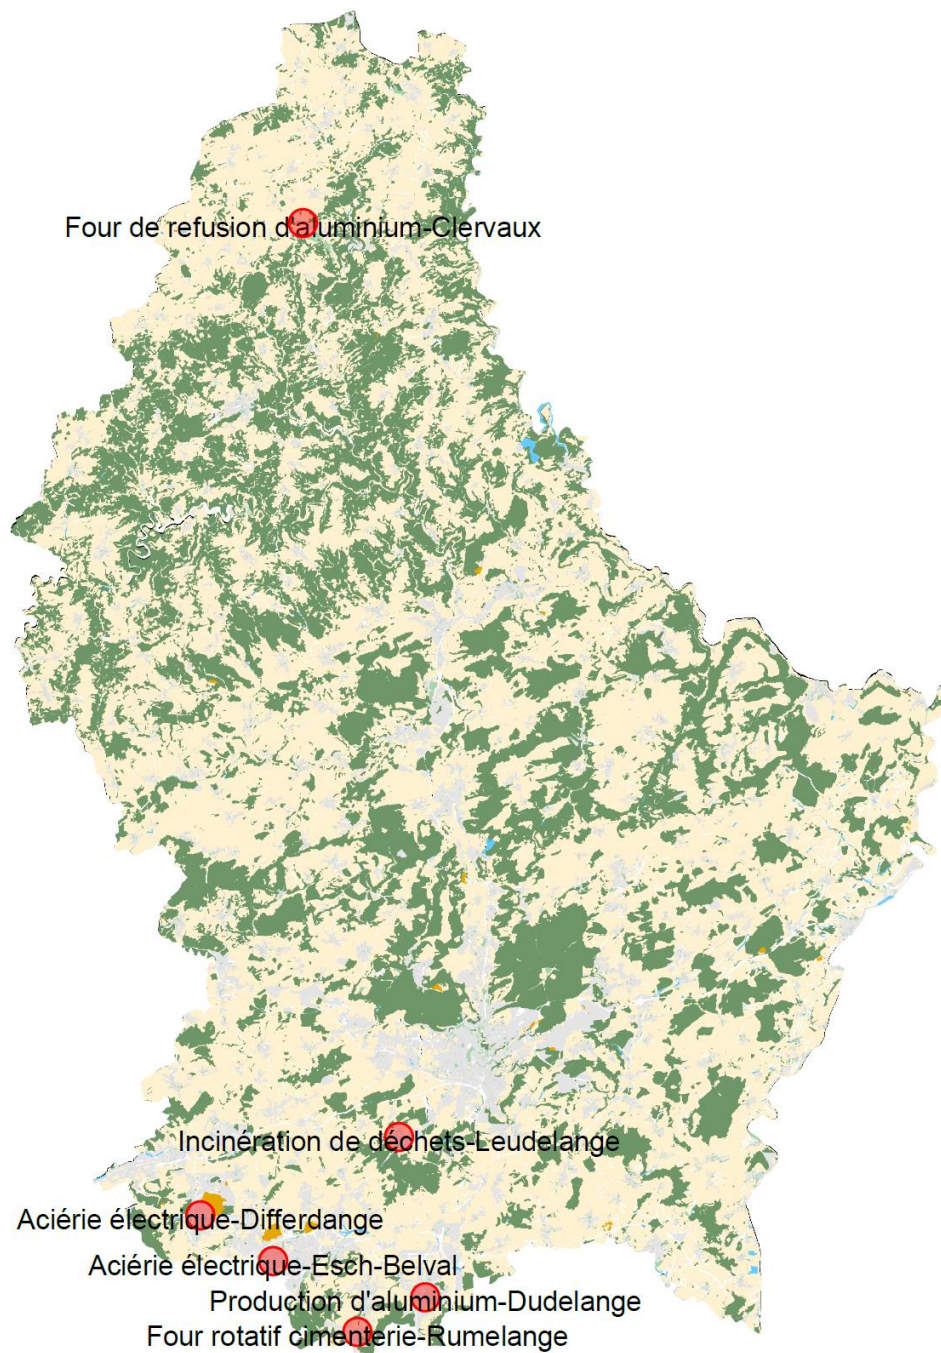 Four de refusion d'aluminium-Clervaux
Incinération de déchets-Leudelange
Aciérie électrique-Differdange
Aciérie électrique-Esch-Belval
Production d'aluminium-Dudelange
Four rotatif cimenterie-Rumelange